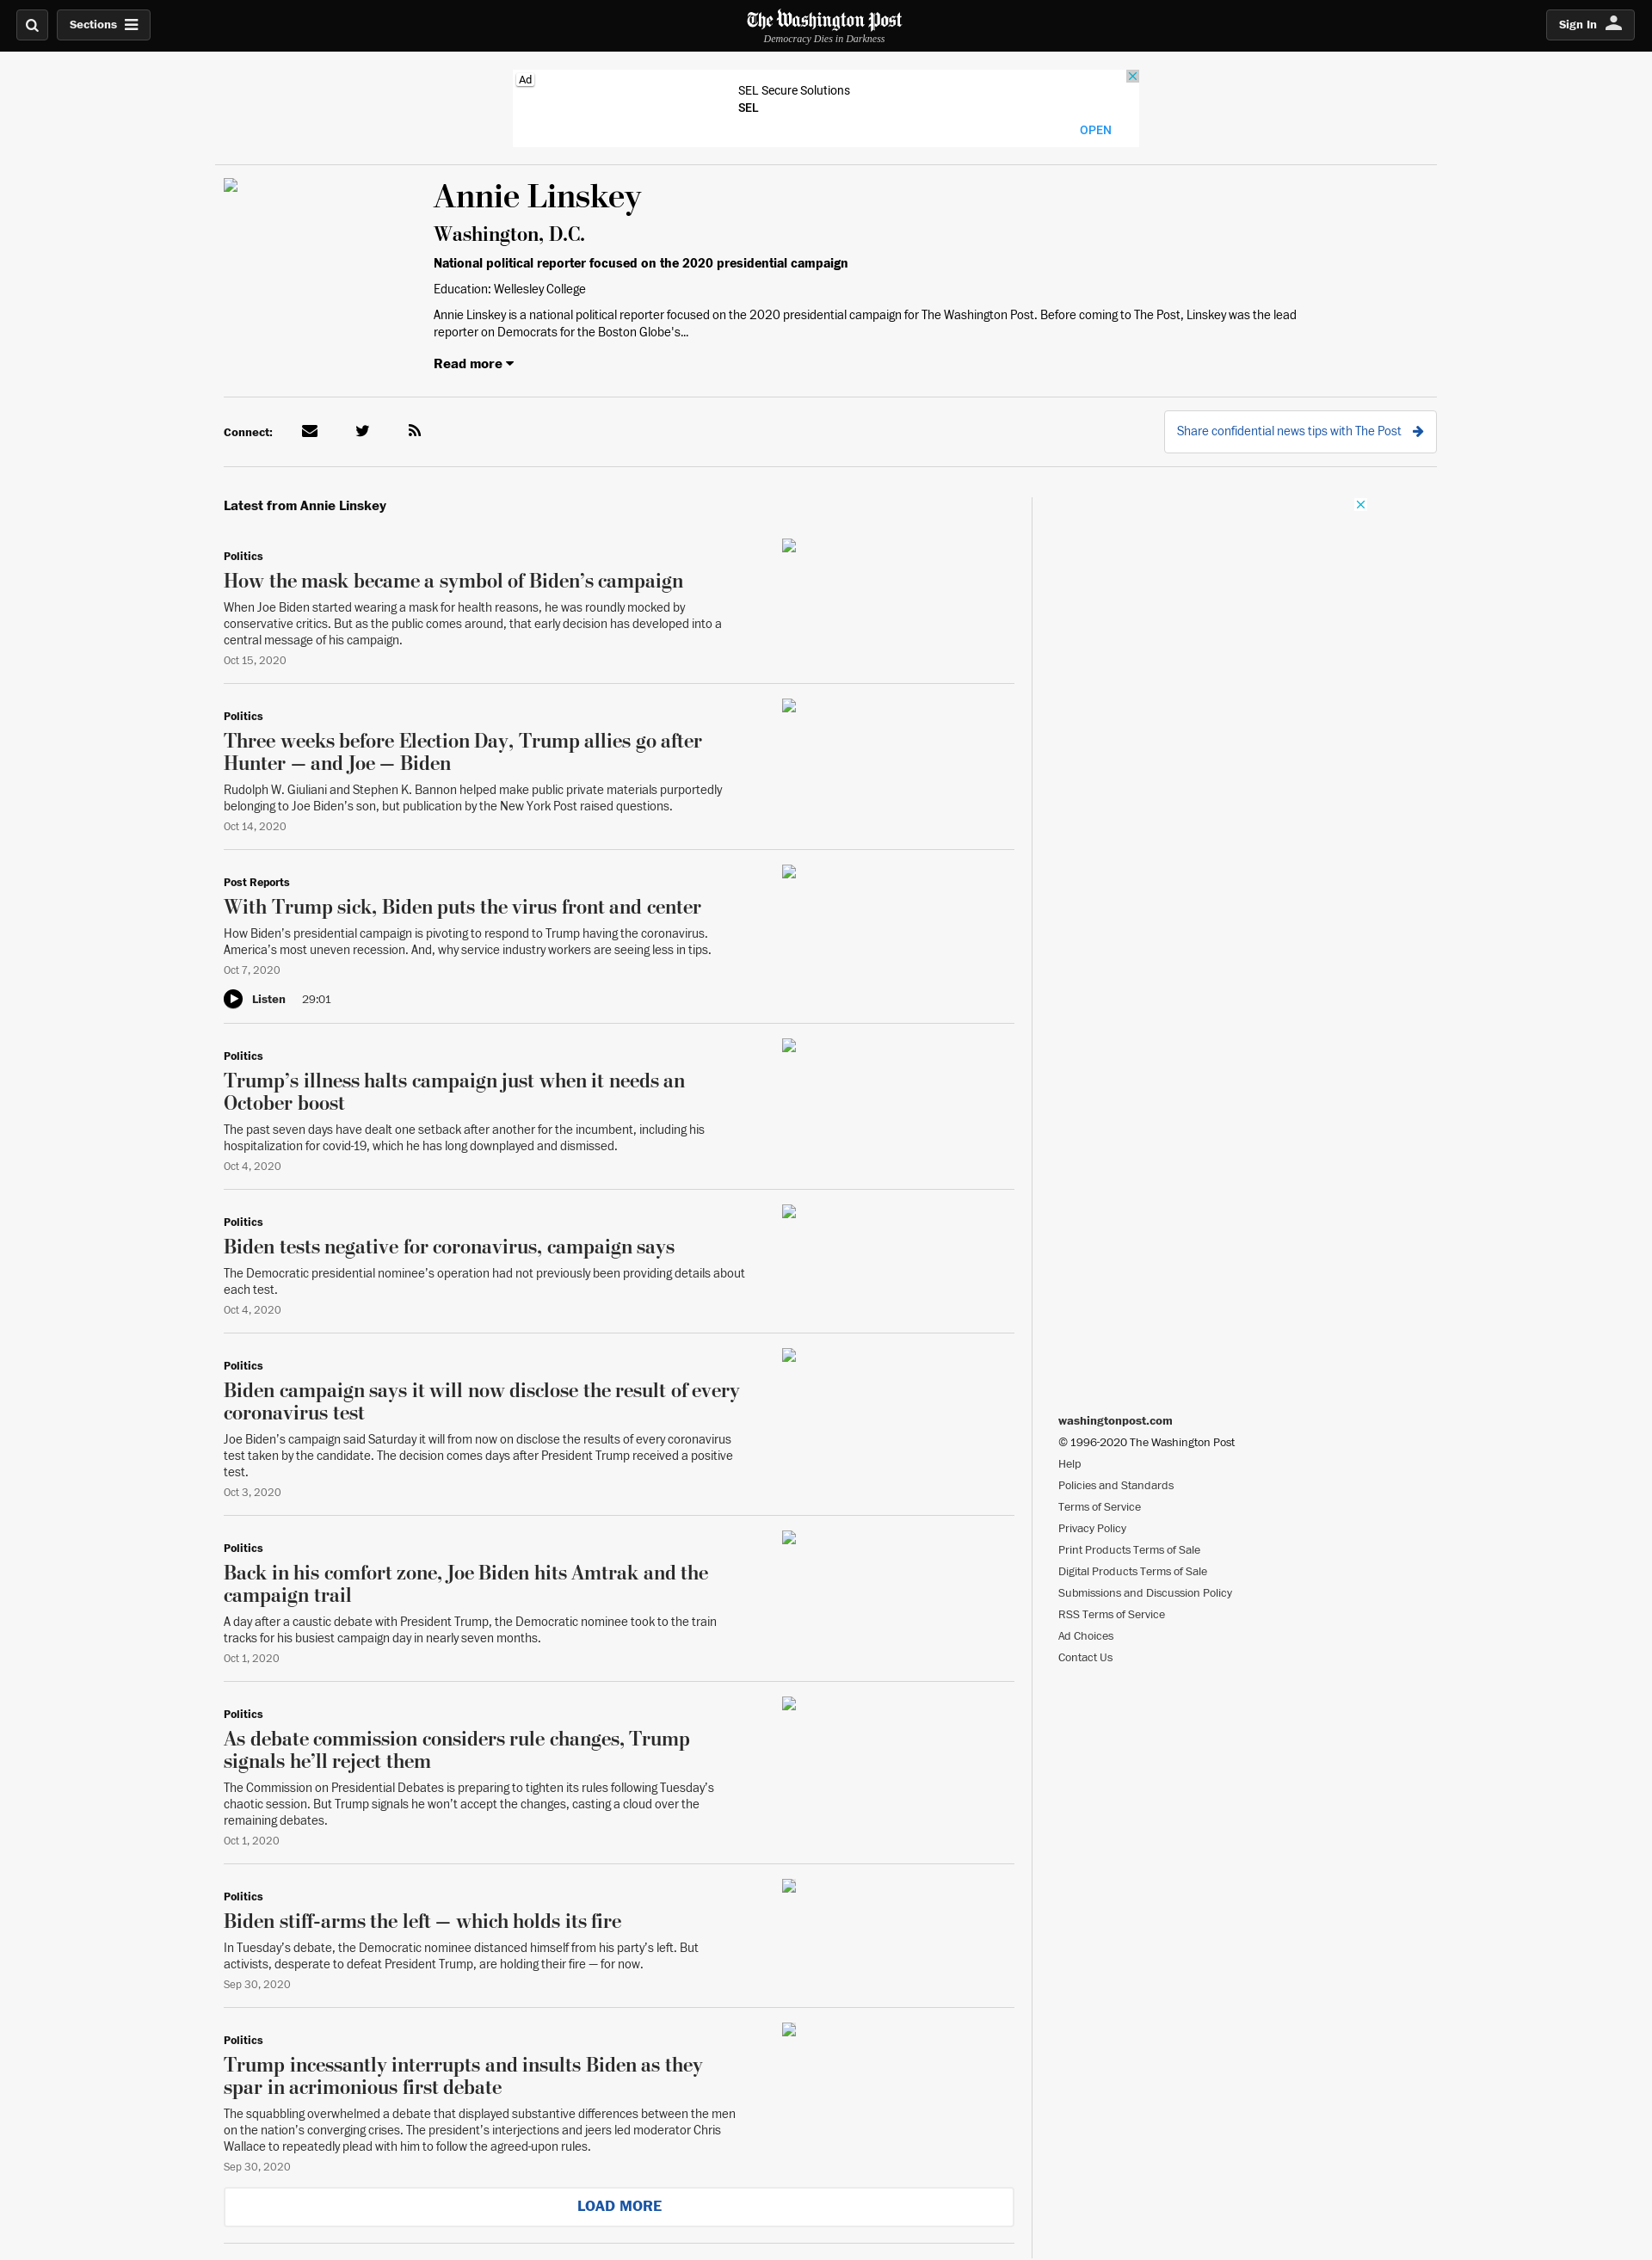 Sections
The Washington Post
Democracy Dies in Darkness
Sign In
Ad
SEL Secure Solutions
SEL
OPEN
Annie Linskey
Washington, D.C.
National political reporter focused on the 2020 presidential campaign
Education: Wellesley College
Annie Linskey is a national political reporter focused on the 2020 presidential campaign for The Washington Post. Before coming to The Post, Linskey was the lead
reporter on Democrats for the Boston Globe's...
Read more
Connect:
Share confidential news tips with The Post
Latest from Annie Linskey
Politics
How the mask became a symbol of Biden’s campaign
When Joe Biden started wearing a mask for health reasons, he was roundly mocked by
conservative critics. But as the public comes around, that early decision has developed into a
central message of his campaign.
Oct 15, 2020
Politics
Three weeks before Election Day, Trump allies go after
Hunter — and Joe — Biden
Rudolph W. Giuliani and Stephen K. Bannon helped make public private materials purportedly
belonging to Joe Biden’s son, but publication by the New York Post raised questions.
Oct 14, 2020
Post Reports
With Trump sick, Biden puts the virus front and center
How Biden’s presidential campaign is pivoting to respond to Trump having the coronavirus.
America’s most uneven recession. And, why service industry workers are seeing less in tips.
Oct 7, 2020
Listen 29:01
Politics
Trump’s illness halts campaign just when it needs an
October boost
The past seven days have dealt one setback after another for the incumbent, including his
hospitalization for covid-19, which he has long downplayed and dismissed.
Oct 4, 2020
Politics
Biden tests negative for coronavirus, campaign says
The Democratic presidential nominee’s operation had not previously been providing details about
each test.
Oct 4, 2020
Politics
Biden campaign says it will now disclose the result of every
coronavirus test
Joe Biden’s campaign said Saturday it will from now on disclose the results of every coronavirus
test taken by the candidate. The decision comes days after President Trump received a positive
test.
Oct 3, 2020
Politics
Back in his comfort zone, Joe Biden hits Amtrak and the
campaign trail
A day after a caustic debate with President Trump, the Democratic nominee took to the train
tracks for his busiest campaign day in nearly seven months.
Oct 1, 2020
Politics
As debate commission considers rule changes, Trump
signals he’ll reject them
The Commission on Presidential Debates is preparing to tighten its rules following Tuesday’s
chaotic session. But Trump signals he won’t accept the changes, casting a cloud over the
remaining debates.
Oct 1, 2020
Politics
Biden stiff-arms the left — which holds its fire
In Tuesday’s debate, the Democratic nominee distanced himself from his party’s left. But
activists, desperate to defeat President Trump, are holding their fire — for now.
Sep 30, 2020
Politics
Trump incessantly interrupts and insults Biden as they
spar in acrimonious first debate
The squabbling overwhelmed a debate that displayed substantive differences between the men
on the nation’s converging crises. The president’s interjections and jeers led moderator Chris
Wallace to repeatedly plead with him to follow the agreed-upon rules.
Sep 30, 2020
LOAD MORE
washingtonpost.com
© 1996-2020 The Washington Post
Help
Policies and Standards
Terms of Service
Privacy Policy
Print Products Terms of Sale
Digital Products Terms of Sale
Submissions and Discussion Policy
RSS Terms of Service
Ad Choices
Contact Us